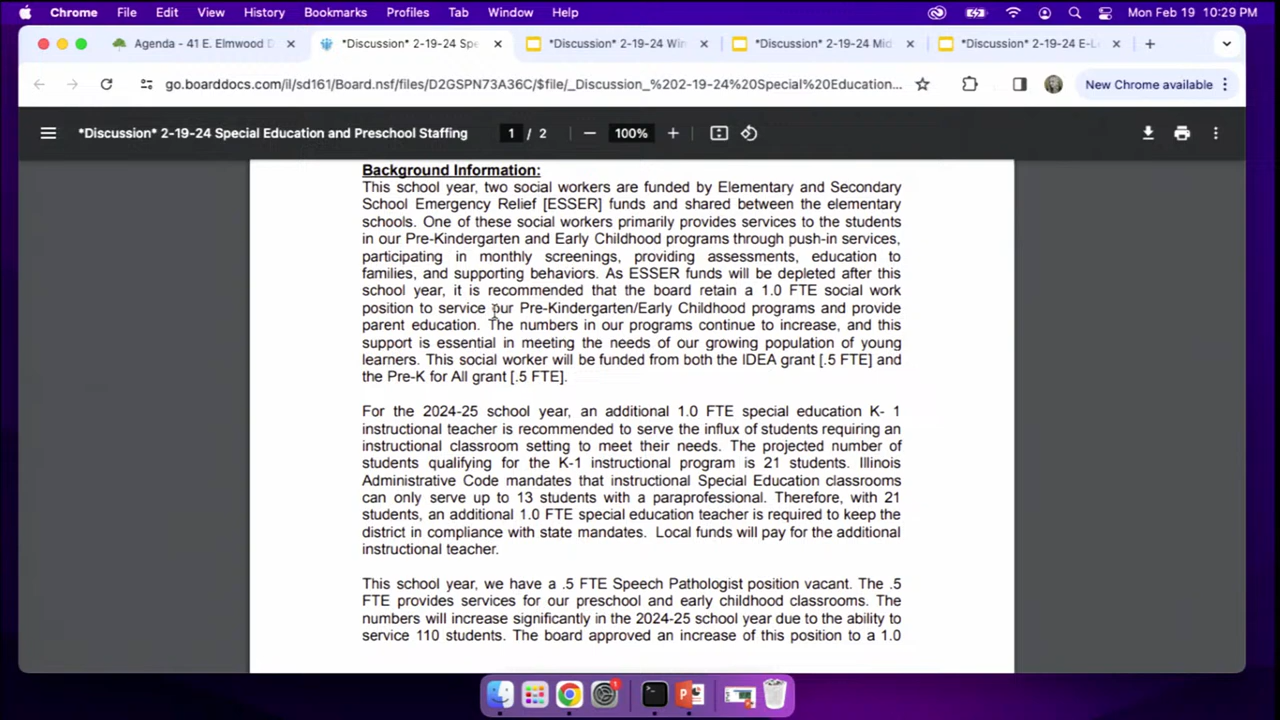 Chrome File Edit View History Bookmarks Profiles Tab Window Help Mon Feb 19 10:29 PM
Agenda - 41 E. Elmwood D *Discussion* 2-19-24 Spe *Discussion* 2-19-24 Win *Discussion* 2-19-24 Mid *Discussion* 2-19-24 E-L
go.boarddocs.com/il/sd161/Board.nsf/files/D2GSPN73A36C/$file/_Discussion_%202-19-24%20Special%20Education... New Chrome available
*Discussion* 2-19-24 Special Education and Preschool Staffing 1 / 2 100%
Background Information:
This school year, two social workers are funded by Elementary and Secondary
School Emergency Relief [ESSER] funds and shared between the elementary
schools. One of these social workers primarily provides services to the students
in our Pre-Kindergarten and Early Childhood programs through push-in services,
participating in monthly screenings, providing assessments, education to
families, and supporting behaviors. As ESSER funds will be depleted after this
school year, it is recommended that the board retain a 1.0 FTE social work
position to service our Pre-Kindergarten/Early Childhood programs and provide
parent education. The numbers in our programs continue to increase, and this
support is essential in meeting the needs of our growing population of young
learners. This social worker will be funded from both the IDEA grant [.5 FTE] and
the Pre-K for All grant [.5 FTE].
For the 2024-25 school year, an additional 1.0 FTE special education K- 1
instructional teacher is recommended to serve the influx of students requiring an
instructional classroom setting to meet their needs. The projected number of
students qualifying for the K-1 instructional program is 21 students. Illinois
Administrative Code mandates that instructional Special Education classrooms
can only serve up to 13 students with a paraprofessional. Therefore, with 21
students, an additional 1.0 FTE special education teacher is required to keep the
district in compliance with state mandates. Local funds will pay for the additional
instructional teacher.
This school year, we have a .5 FTE Speech Pathologist position vacant. The .5
FTE provides services for our preschool and early childhood classrooms. The
numbers will increase significantly in the 2024-25 school year due to the ability to
service 110 students. The board approved an increase of this position to a 1.0